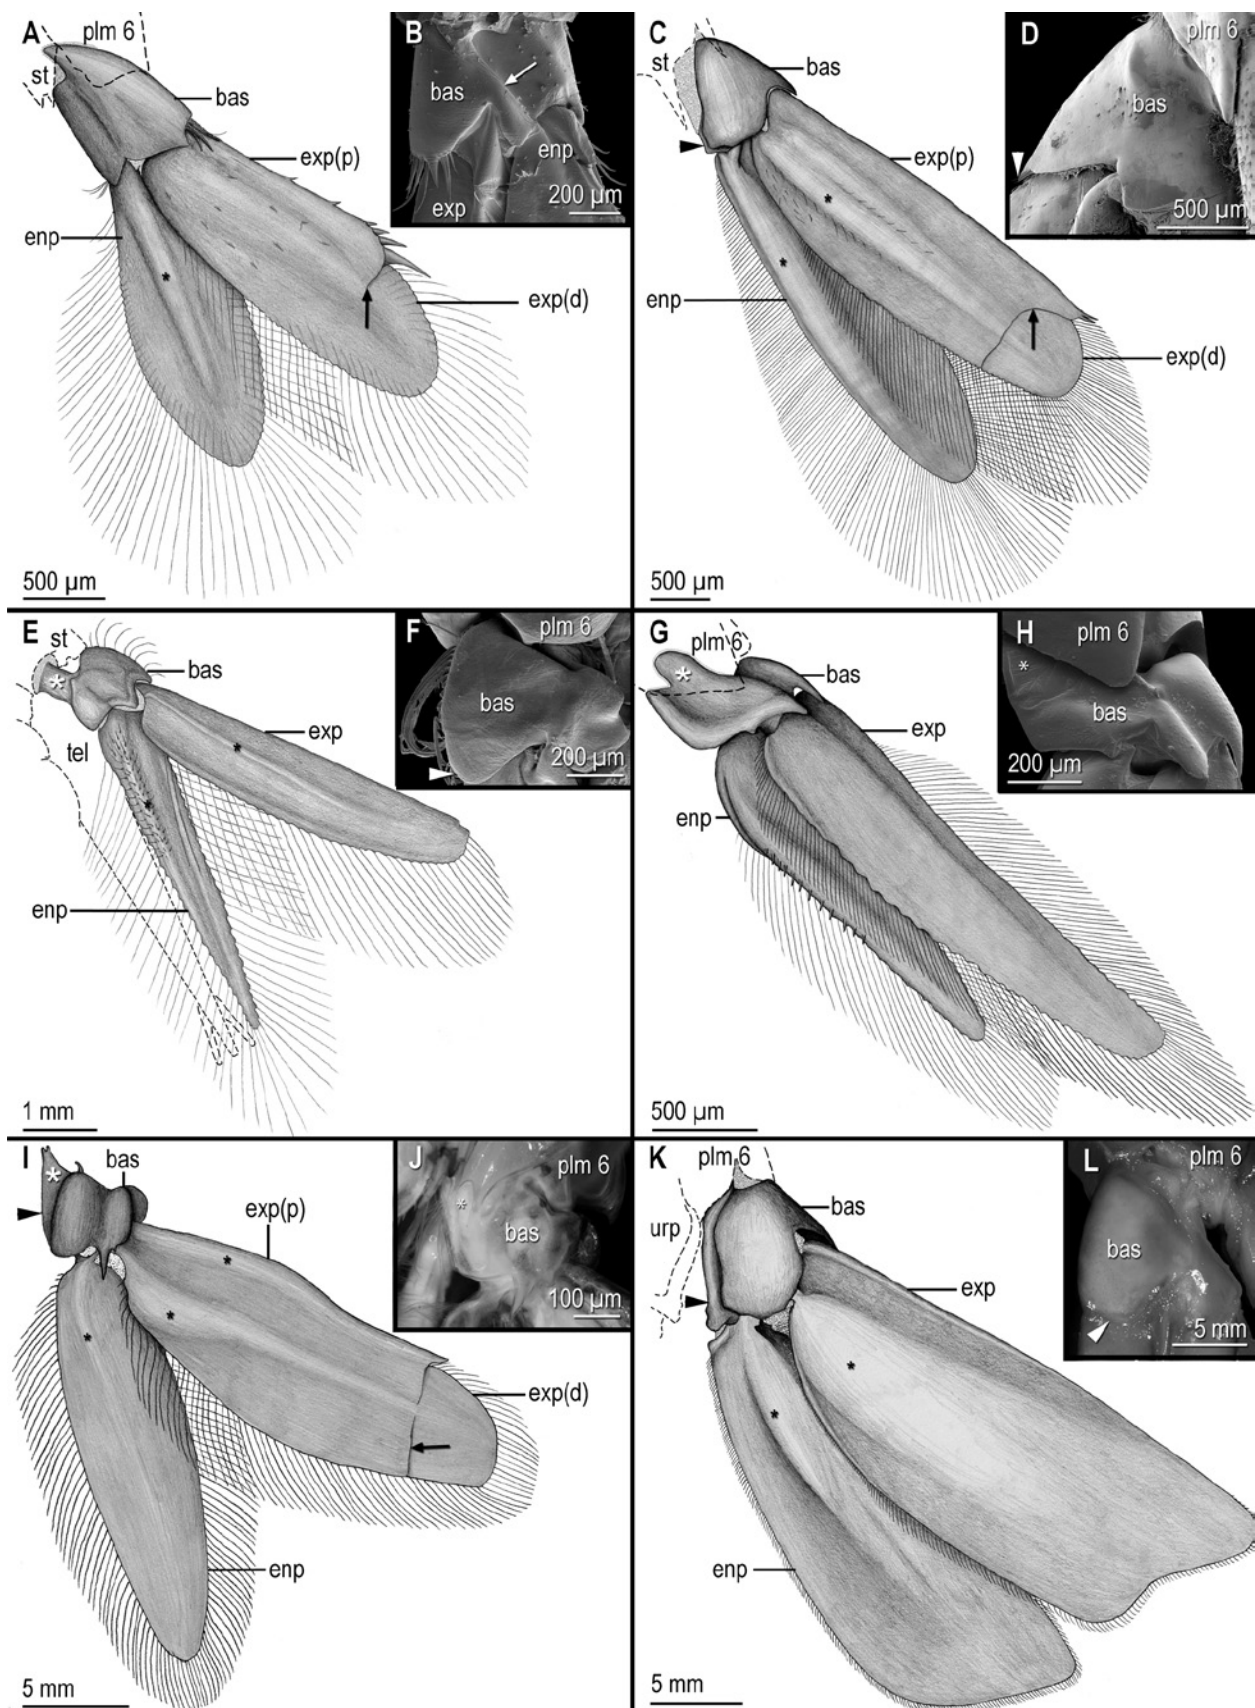 A
plm 6
st
bas
exp(p)
enp
*
exp(d)
500 µm
B
bas
enp
exp
200 µm
C
st
bas
exp(p)
*
*
enp
exp(d)
500 µm
D
plm 6
bas
500 µm
E
st
*
bas
tel
exp
*
*
enp
1 mm
F
plm 6
bas
200 µm
G
plm 6
*
bas
exp
enp
500 µm
H
plm 6
*
bas
200 µm
I
*
bas
exp(p)
*
*
*
exp(d)
enp
5 mm
J
plm 6
*
bas
100 µm
K
plm 6
bas
urp
exp
*
*
enp
5 mm
L
plm 6
bas
5 mm